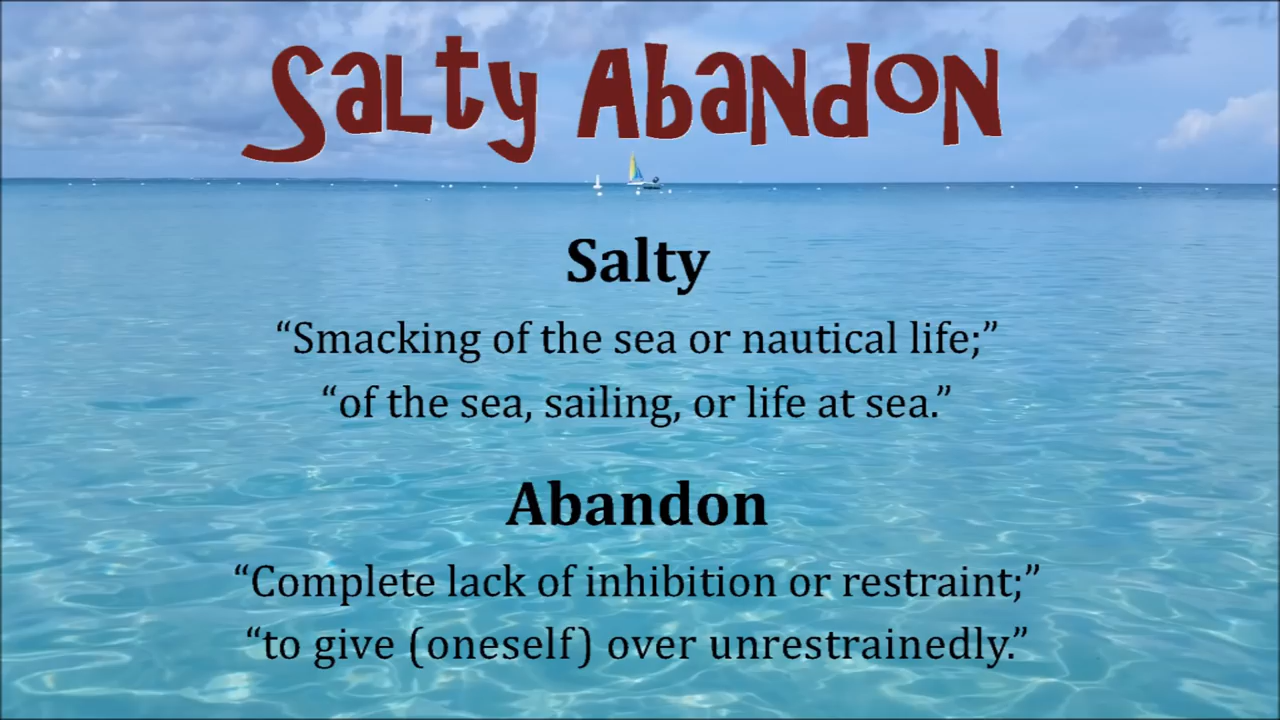 Salty Abandon
Salty
“Smacking of the sea or nautical life;”
“of the sea, sailing, or life at sea.”
Abandon
“Complete lack of inhibition or restraint;”
“to give (oneself) over unrestrainedly.”